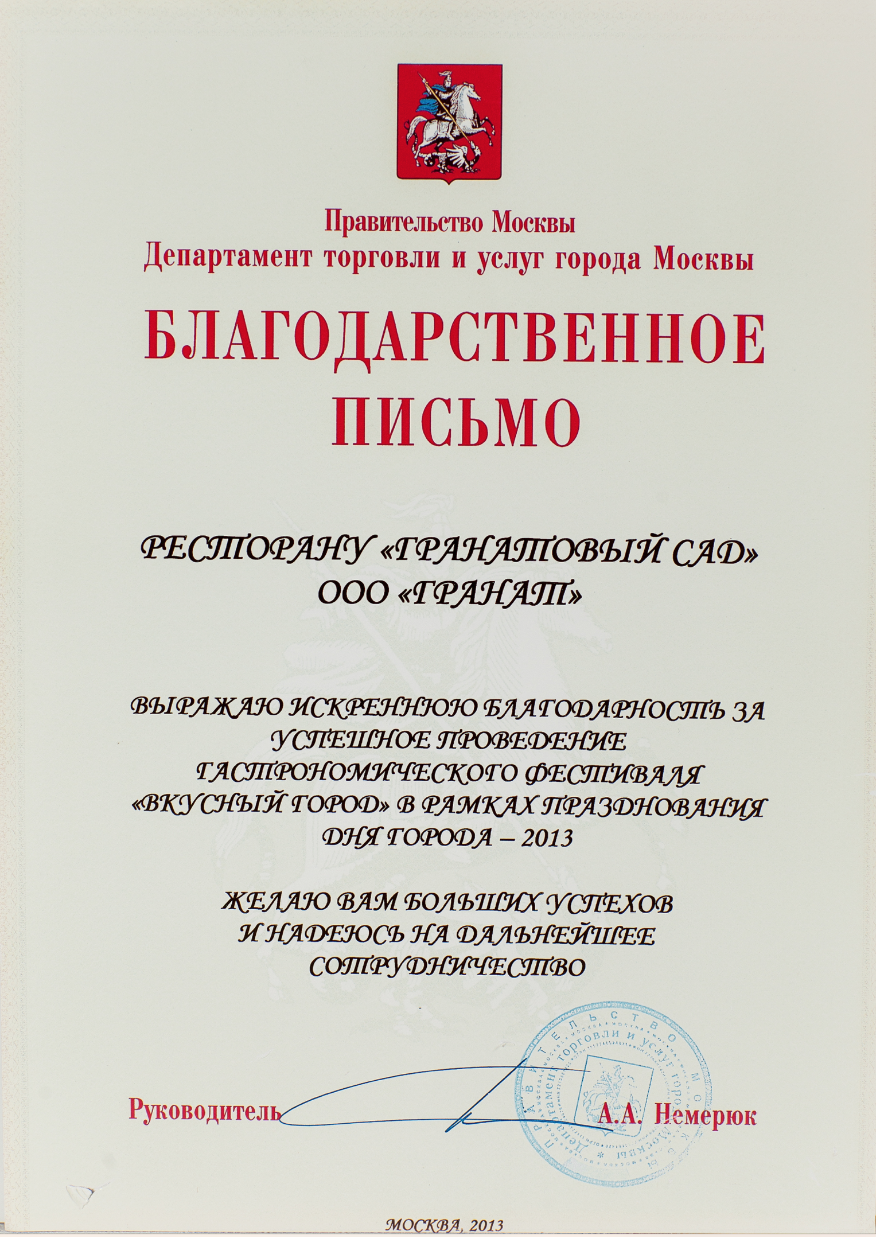 Правительство Москвы
Департамент торговли и услуг города Москвы
БЛАГОДАРСТВЕННОЕ
ПИСЬМО
РЕСТОРАНУ «ГРАНАТОВЫЙ САД»
ООО «ГРАНАТ»
ВЫРАЖАЮ ИСКРЕННЮЮ БЛАГОДАРНОСТЬ ЗА
УСПЕШНОЕ ПРОВЕДЕНИЕ
ГАСТРОНОМИЧЕСКОГО ФЕСТИВАЛЯ
«ВКУСНЫЙ ГОРОД» В РАМКАХ ПРАЗДНОВАНИЯ
ДНЯ ГОРОДА – 2013
ЖЕЛАЮ ВАМ БОЛЬШИХ УСПЕХОВ
И НАДЕЮСЬ НА ДАЛЬНЕЙШЕЕ
СОТРУДНИЧЕСТВО
ПРАВИТЕЛЬСТВО МОСКВЫ
Департамент торговли и услуг города Москвы
Руководитель А.А. Немерюк
МОСКВА, 2013